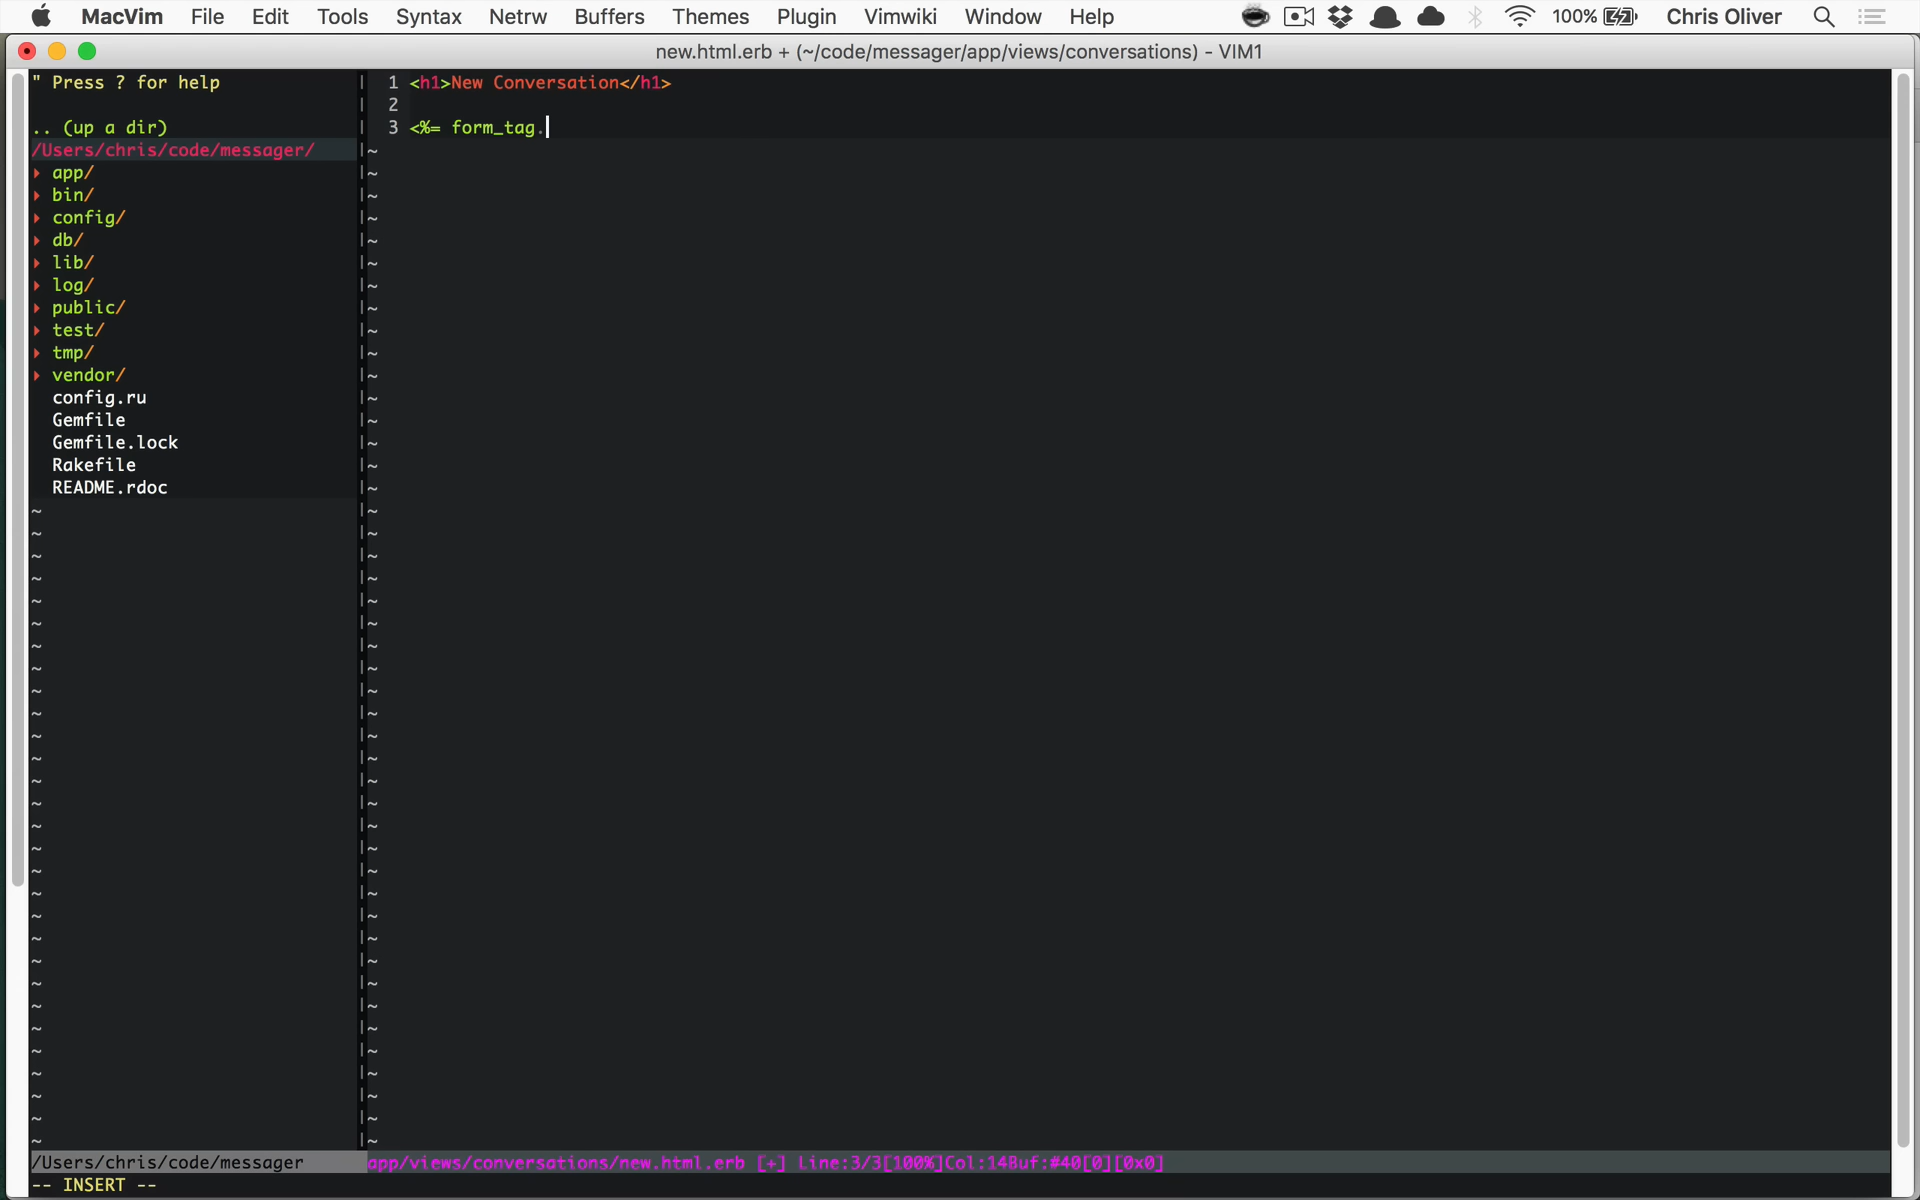 MacVim File Edit Tools Syntax Netrw Buffers Themes Plugin Vimwiki Window Help 100% Chris Oliver
new.html.erb + (~/code/messager/app/views/conversations) - VIM1
" Press ? for help
.. (up a dir)
/Users/chris/code/messager/
app/
bin/
config/
db/
lib/
log/
public/
test/
tmp/
vendor/
config.ru
Gemfile
Gemfile.lock
Rakefile
README.rdoc
1 <h1>New Conversation</h1>
2
3 <%= form_tag.
/Users/chris/code/messager
app/views/conversations/new.html.erb [+] Line:3/3[100%]Col:14Buf:#40[0][0x0]
-- INSERT --